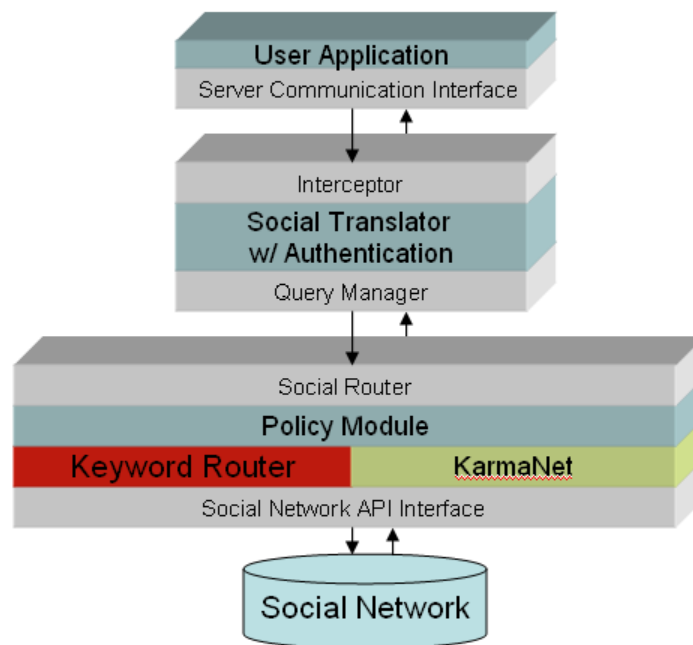 User Application
Server Communication Interface
Interceptor
Social Translator
w/ Authentication
Query Manager
Social Router
Policy Module
Keyword Router
KarmaNet
Social Network API Interface
Social Network